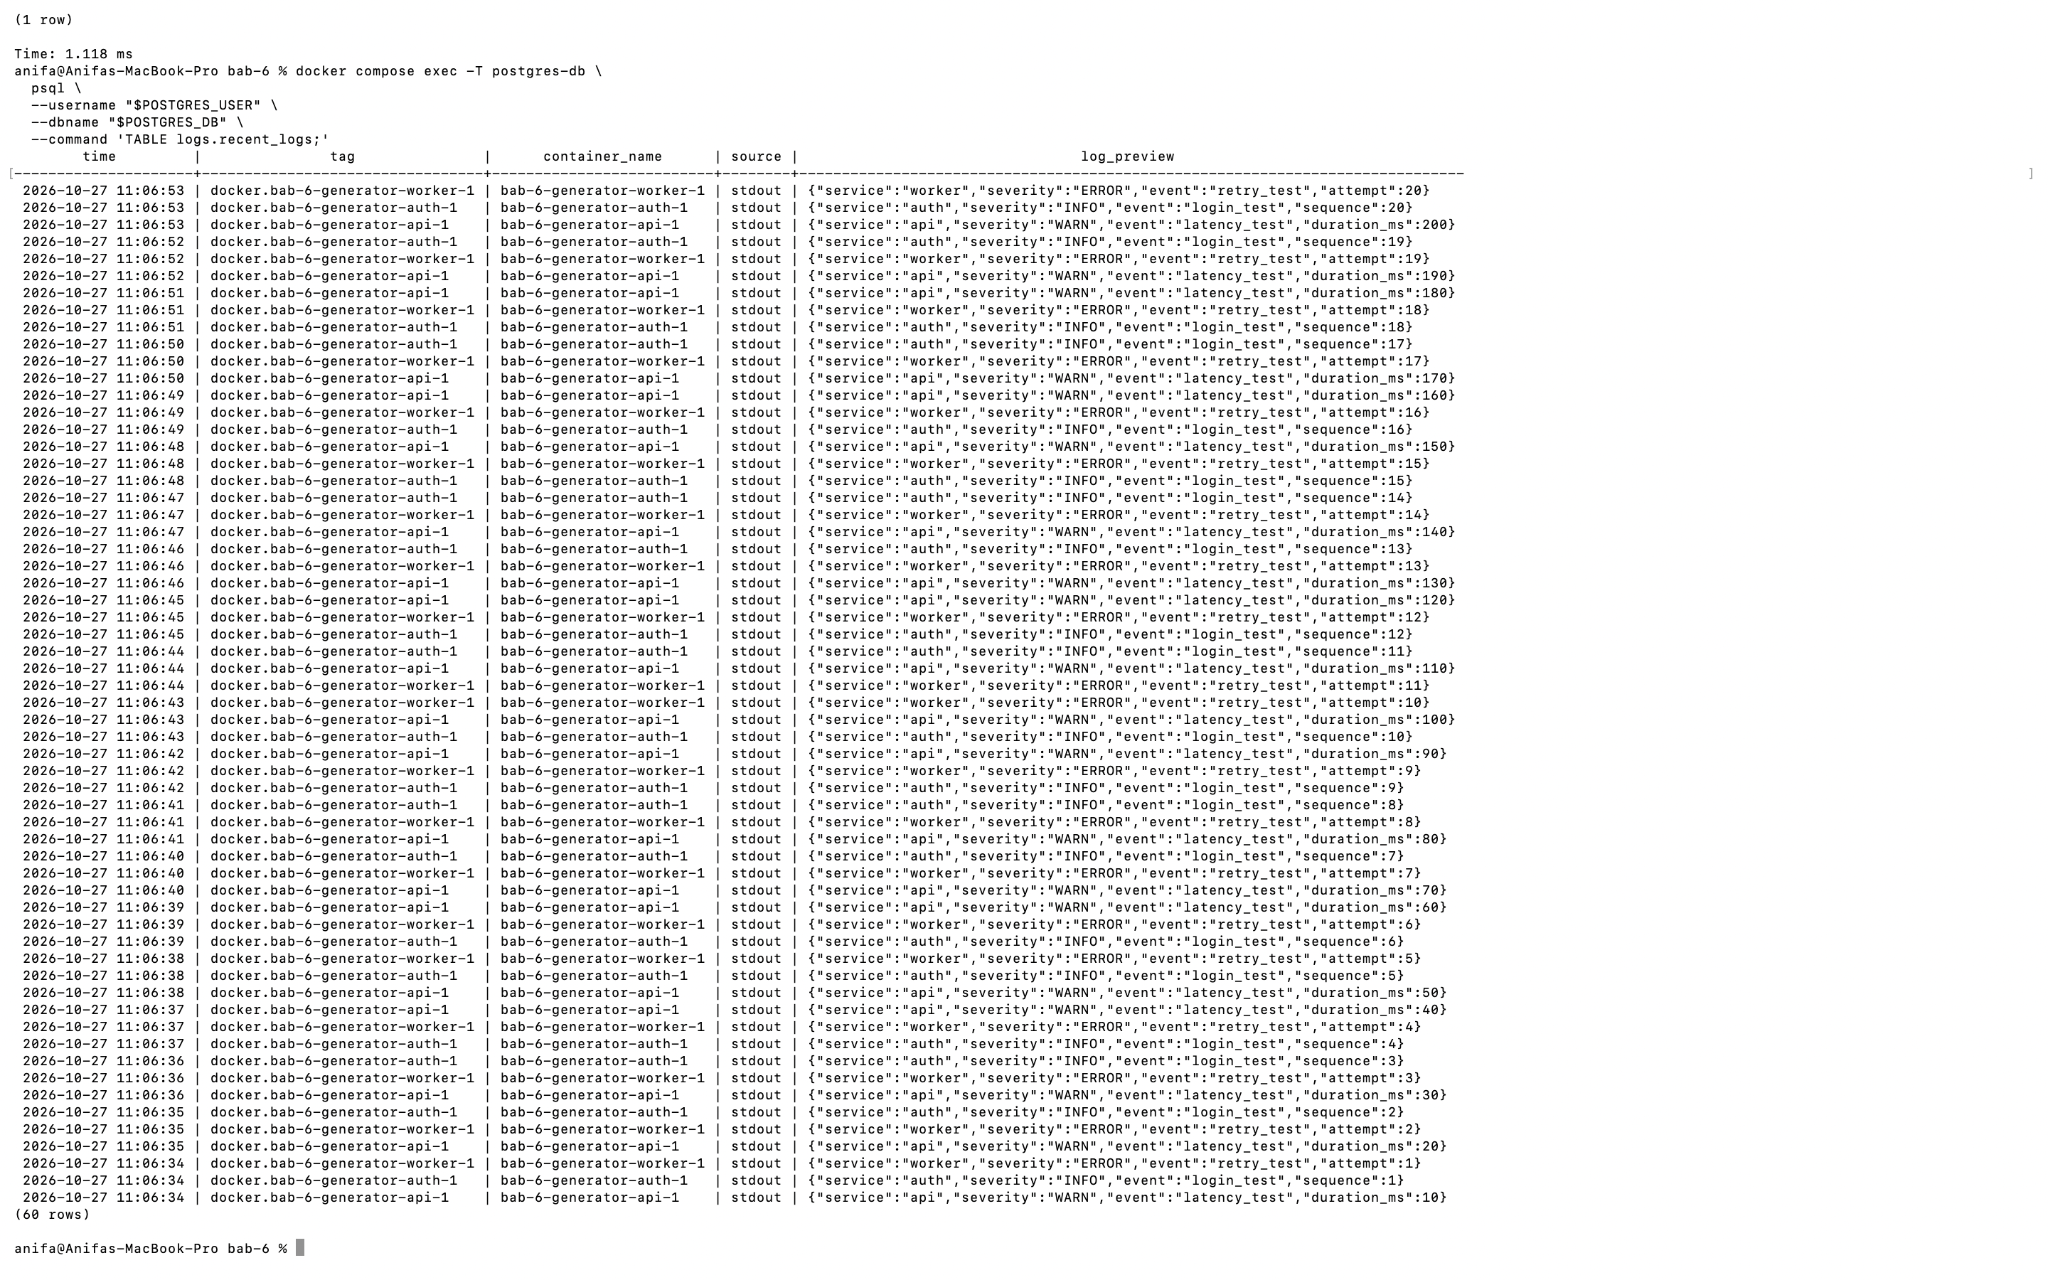 (1 row)
Time: 1.118 ms
anifa@Anifas-MacBook-Pro bab-6 % docker compose exec -T postgres-db \
  psql \
  --username "$POSTGRES_USER" \
  --dbname "$POSTGRES_DB" \
  --command 'TABLE logs.recent_logs;'
        time         |               tag                |      container_name       | source |                                 log_preview
[---------------------+---------------------------------+--------------------------+--------+------------------------------------------------------------------------------ ]
 2026-10-27 11:06:53 | docker.bab-6-generator-worker-1 | bab-6-generator-worker-1 | stdout | {"service":"worker","severity":"ERROR","event":"retry_test","attempt":20}
 2026-10-27 11:06:53 | docker.bab-6-generator-auth-1   | bab-6-generator-auth-1   | stdout | {"service":"auth","severity":"INFO","event":"login_test","sequence":20}
 2026-10-27 11:06:53 | docker.bab-6-generator-api-1    | bab-6-generator-api-1    | stdout | {"service":"api","severity":"WARN","event":"latency_test","duration_ms":200}
 2026-10-27 11:06:52 | docker.bab-6-generator-auth-1   | bab-6-generator-auth-1   | stdout | {"service":"auth","severity":"INFO","event":"login_test","sequence":19}
 2026-10-27 11:06:52 | docker.bab-6-generator-worker-1 | bab-6-generator-worker-1 | stdout | {"service":"worker","severity":"ERROR","event":"retry_test","attempt":19}
 2026-10-27 11:06:52 | docker.bab-6-generator-api-1    | bab-6-generator-api-1    | stdout | {"service":"api","severity":"WARN","event":"latency_test","duration_ms":190}
 2026-10-27 11:06:51 | docker.bab-6-generator-api-1    | bab-6-generator-api-1    | stdout | {"service":"api","severity":"WARN","event":"latency_test","duration_ms":180}
 2026-10-27 11:06:51 | docker.bab-6-generator-worker-1 | bab-6-generator-worker-1 | stdout | {"service":"worker","severity":"ERROR","event":"retry_test","attempt":18}
 2026-10-27 11:06:51 | docker.bab-6-generator-auth-1   | bab-6-generator-auth-1   | stdout | {"service":"auth","severity":"INFO","event":"login_test","sequence":18}
 2026-10-27 11:06:50 | docker.bab-6-generator-auth-1   | bab-6-generator-auth-1   | stdout | {"service":"auth","severity":"INFO","event":"login_test","sequence":17}
 2026-10-27 11:06:50 | docker.bab-6-generator-worker-1 | bab-6-generator-worker-1 | stdout | {"service":"worker","severity":"ERROR","event":"retry_test","attempt":17}
 2026-10-27 11:06:50 | docker.bab-6-generator-api-1    | bab-6-generator-api-1    | stdout | {"service":"api","severity":"WARN","event":"latency_test","duration_ms":170}
 2026-10-27 11:06:49 | docker.bab-6-generator-api-1    | bab-6-generator-api-1    | stdout | {"service":"api","severity":"WARN","event":"latency_test","duration_ms":160}
 2026-10-27 11:06:49 | docker.bab-6-generator-worker-1 | bab-6-generator-worker-1 | stdout | {"service":"worker","severity":"ERROR","event":"retry_test","attempt":16}
 2026-10-27 11:06:49 | docker.bab-6-generator-auth-1   | bab-6-generator-auth-1   | stdout | {"service":"auth","severity":"INFO","event":"login_test","sequence":16}
 2026-10-27 11:06:48 | docker.bab-6-generator-api-1    | bab-6-generator-api-1    | stdout | {"service":"api","severity":"WARN","event":"latency_test","duration_ms":150}
 2026-10-27 11:06:48 | docker.bab-6-generator-worker-1 | bab-6-generator-worker-1 | stdout | {"service":"worker","severity":"ERROR","event":"retry_test","attempt":15}
 2026-10-27 11:06:48 | docker.bab-6-generator-auth-1   | bab-6-generator-auth-1   | stdout | {"service":"auth","severity":"INFO","event":"login_test","sequence":15}
 2026-10-27 11:06:47 | docker.bab-6-generator-auth-1   | bab-6-generator-auth-1   | stdout | {"service":"auth","severity":"INFO","event":"login_test","sequence":14}
 2026-10-27 11:06:47 | docker.bab-6-generator-worker-1 | bab-6-generator-worker-1 | stdout | {"service":"worker","severity":"ERROR","event":"retry_test","attempt":14}
 2026-10-27 11:06:47 | docker.bab-6-generator-api-1    | bab-6-generator-api-1    | stdout | {"service":"api","severity":"WARN","event":"latency_test","duration_ms":140}
 2026-10-27 11:06:46 | docker.bab-6-generator-auth-1   | bab-6-generator-auth-1   | stdout | {"service":"auth","severity":"INFO","event":"login_test","sequence":13}
 2026-10-27 11:06:46 | docker.bab-6-generator-worker-1 | bab-6-generator-worker-1 | stdout | {"service":"worker","severity":"ERROR","event":"retry_test","attempt":13}
 2026-10-27 11:06:46 | docker.bab-6-generator-api-1    | bab-6-generator-api-1    | stdout | {"service":"api","severity":"WARN","event":"latency_test","duration_ms":130}
 2026-10-27 11:06:45 | docker.bab-6-generator-api-1    | bab-6-generator-api-1    | stdout | {"service":"api","severity":"WARN","event":"latency_test","duration_ms":120}
 2026-10-27 11:06:45 | docker.bab-6-generator-worker-1 | bab-6-generator-worker-1 | stdout | {"service":"worker","severity":"ERROR","event":"retry_test","attempt":12}
 2026-10-27 11:06:45 | docker.bab-6-generator-auth-1   | bab-6-generator-auth-1   | stdout | {"service":"auth","severity":"INFO","event":"login_test","sequence":12}
 2026-10-27 11:06:44 | docker.bab-6-generator-auth-1   | bab-6-generator-auth-1   | stdout | {"service":"auth","severity":"INFO","event":"login_test","sequence":11}
 2026-10-27 11:06:44 | docker.bab-6-generator-api-1    | bab-6-generator-api-1    | stdout | {"service":"api","severity":"WARN","event":"latency_test","duration_ms":110}
 2026-10-27 11:06:44 | docker.bab-6-generator-worker-1 | bab-6-generator-worker-1 | stdout | {"service":"worker","severity":"ERROR","event":"retry_test","attempt":11}
 2026-10-27 11:06:43 | docker.bab-6-generator-worker-1 | bab-6-generator-worker-1 | stdout | {"service":"worker","severity":"ERROR","event":"retry_test","attempt":10}
 2026-10-27 11:06:43 | docker.bab-6-generator-api-1    | bab-6-generator-api-1    | stdout | {"service":"api","severity":"WARN","event":"latency_test","duration_ms":100}
 2026-10-27 11:06:43 | docker.bab-6-generator-auth-1   | bab-6-generator-auth-1   | stdout | {"service":"auth","severity":"INFO","event":"login_test","sequence":10}
 2026-10-27 11:06:42 | docker.bab-6-generator-api-1    | bab-6-generator-api-1    | stdout | {"service":"api","severity":"WARN","event":"latency_test","duration_ms":90}
 2026-10-27 11:06:42 | docker.bab-6-generator-worker-1 | bab-6-generator-worker-1 | stdout | {"service":"worker","severity":"ERROR","event":"retry_test","attempt":9}
 2026-10-27 11:06:42 | docker.bab-6-generator-auth-1   | bab-6-generator-auth-1   | stdout | {"service":"auth","severity":"INFO","event":"login_test","sequence":9}
 2026-10-27 11:06:41 | docker.bab-6-generator-auth-1   | bab-6-generator-auth-1   | stdout | {"service":"auth","severity":"INFO","event":"login_test","sequence":8}
 2026-10-27 11:06:41 | docker.bab-6-generator-worker-1 | bab-6-generator-worker-1 | stdout | {"service":"worker","severity":"ERROR","event":"retry_test","attempt":8}
 2026-10-27 11:06:41 | docker.bab-6-generator-api-1    | bab-6-generator-api-1    | stdout | {"service":"api","severity":"WARN","event":"latency_test","duration_ms":80}
 2026-10-27 11:06:40 | docker.bab-6-generator-auth-1   | bab-6-generator-auth-1   | stdout | {"service":"auth","severity":"INFO","event":"login_test","sequence":7}
 2026-10-27 11:06:40 | docker.bab-6-generator-worker-1 | bab-6-generator-worker-1 | stdout | {"service":"worker","severity":"ERROR","event":"retry_test","attempt":7}
 2026-10-27 11:06:40 | docker.bab-6-generator-api-1    | bab-6-generator-api-1    | stdout | {"service":"api","severity":"WARN","event":"latency_test","duration_ms":70}
 2026-10-27 11:06:39 | docker.bab-6-generator-api-1    | bab-6-generator-api-1    | stdout | {"service":"api","severity":"WARN","event":"latency_test","duration_ms":60}
 2026-10-27 11:06:39 | docker.bab-6-generator-worker-1 | bab-6-generator-worker-1 | stdout | {"service":"worker","severity":"ERROR","event":"retry_test","attempt":6}
 2026-10-27 11:06:39 | docker.bab-6-generator-auth-1   | bab-6-generator-auth-1   | stdout | {"service":"auth","severity":"INFO","event":"login_test","sequence":6}
 2026-10-27 11:06:38 | docker.bab-6-generator-worker-1 | bab-6-generator-worker-1 | stdout | {"service":"worker","severity":"ERROR","event":"retry_test","attempt":5}
 2026-10-27 11:06:38 | docker.bab-6-generator-auth-1   | bab-6-generator-auth-1   | stdout | {"service":"auth","severity":"INFO","event":"login_test","sequence":5}
 2026-10-27 11:06:38 | docker.bab-6-generator-api-1    | bab-6-generator-api-1    | stdout | {"service":"api","severity":"WARN","event":"latency_test","duration_ms":50}
 2026-10-27 11:06:37 | docker.bab-6-generator-api-1    | bab-6-generator-api-1    | stdout | {"service":"api","severity":"WARN","event":"latency_test","duration_ms":40}
 2026-10-27 11:06:37 | docker.bab-6-generator-worker-1 | bab-6-generator-worker-1 | stdout | {"service":"worker","severity":"ERROR","event":"retry_test","attempt":4}
 2026-10-27 11:06:37 | docker.bab-6-generator-auth-1   | bab-6-generator-auth-1   | stdout | {"service":"auth","severity":"INFO","event":"login_test","sequence":4}
 2026-10-27 11:06:36 | docker.bab-6-generator-auth-1   | bab-6-generator-auth-1   | stdout | {"service":"auth","severity":"INFO","event":"login_test","sequence":3}
 2026-10-27 11:06:36 | docker.bab-6-generator-worker-1 | bab-6-generator-worker-1 | stdout | {"service":"worker","severity":"ERROR","event":"retry_test","attempt":3}
 2026-10-27 11:06:36 | docker.bab-6-generator-api-1    | bab-6-generator-api-1    | stdout | {"service":"api","severity":"WARN","event":"latency_test","duration_ms":30}
 2026-10-27 11:06:35 | docker.bab-6-generator-auth-1   | bab-6-generator-auth-1   | stdout | {"service":"auth","severity":"INFO","event":"login_test","sequence":2}
 2026-10-27 11:06:35 | docker.bab-6-generator-worker-1 | bab-6-generator-worker-1 | stdout | {"service":"worker","severity":"ERROR","event":"retry_test","attempt":2}
 2026-10-27 11:06:35 | docker.bab-6-generator-api-1    | bab-6-generator-api-1    | stdout | {"service":"api","severity":"WARN","event":"latency_test","duration_ms":20}
 2026-10-27 11:06:34 | docker.bab-6-generator-worker-1 | bab-6-generator-worker-1 | stdout | {"service":"worker","severity":"ERROR","event":"retry_test","attempt":1}
 2026-10-27 11:06:34 | docker.bab-6-generator-auth-1   | bab-6-generator-auth-1   | stdout | {"service":"auth","severity":"INFO","event":"login_test","sequence":1}
 2026-10-27 11:06:34 | docker.bab-6-generator-api-1    | bab-6-generator-api-1    | stdout | {"service":"api","severity":"WARN","event":"latency_test","duration_ms":10}
(60 rows)
anifa@Anifas-MacBook-Pro bab-6 %